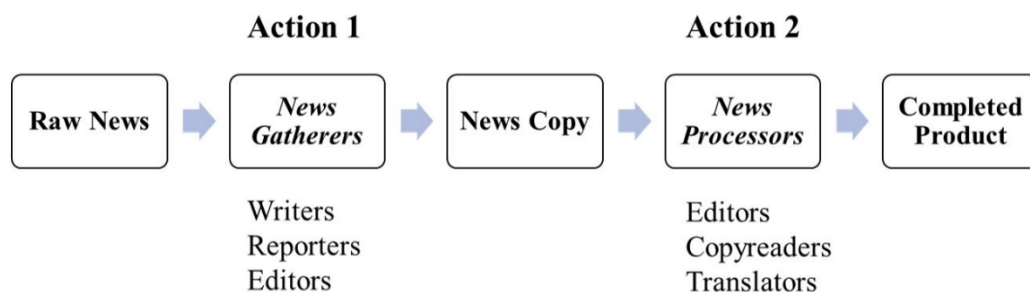 Action 1
Action 2
Raw News
News
Gatherers
News Copy
News
Processors
Completed
Product
Writers
Reporters
Editors
Editors
Copyreaders
Translators